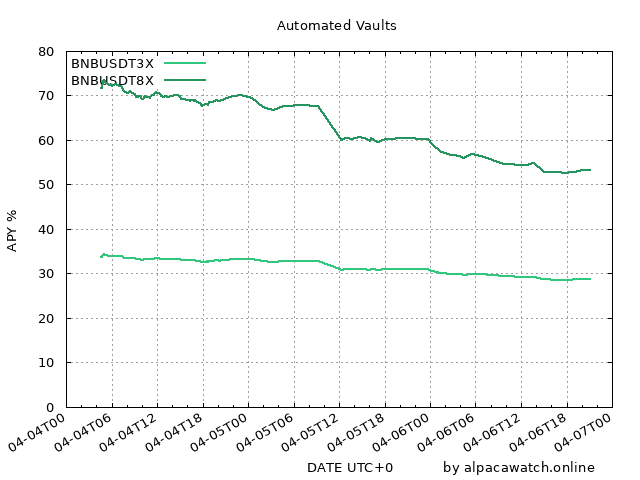 Automated Vaults
BNBUSDT3X
BNBUSDT8X
APY %
80
70
60
50
40
30
20
10
0
04-04T00
04-04T06
04-04T12
04-04T18
04-05T00
04-05T06
04-05T12
04-05T18
04-06T00
04-06T06
04-06T12
04-06T18
04-07T00
DATE UTC+0
by alpacawatch.online